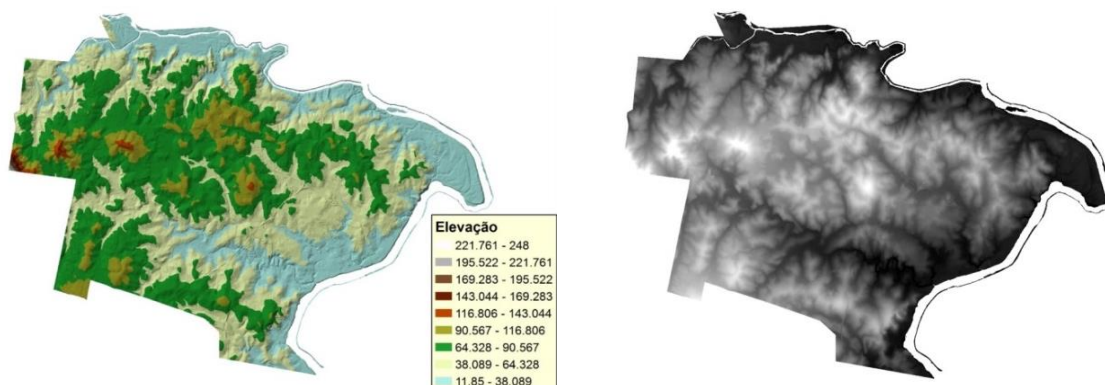 Elevação
221.761 - 248
195.522 - 221.761
169.283 - 195.522
143.044 - 169.283
116.806 - 143.044
90.567 - 116.806
64.328 - 90.567
38.089 - 64.328
11.85 - 38.089